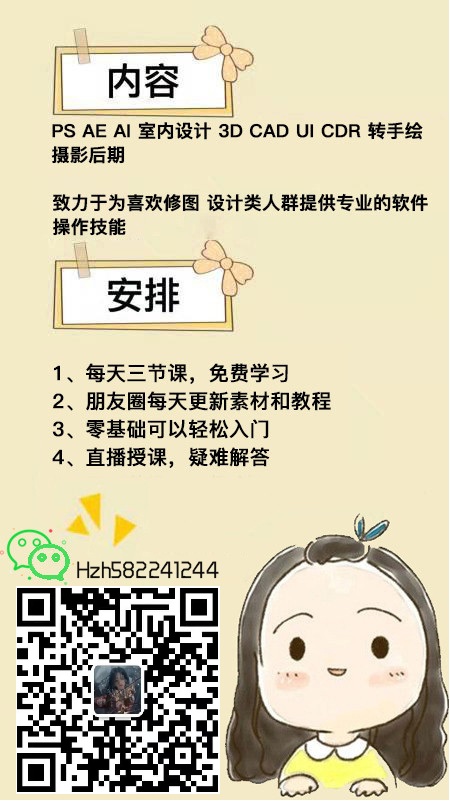 内容
PS AE AI 室内设计 3D CAD UI CDR 转手绘
摄影后期
致力于为喜欢修图 设计类人群提供专业的软件
操作技能
安排
1、每天三节课，免费学习
2、朋友圈每天更新素材和教程
3、零基础可以轻松入门
4、直播授课，疑难解答
Hzh582241244